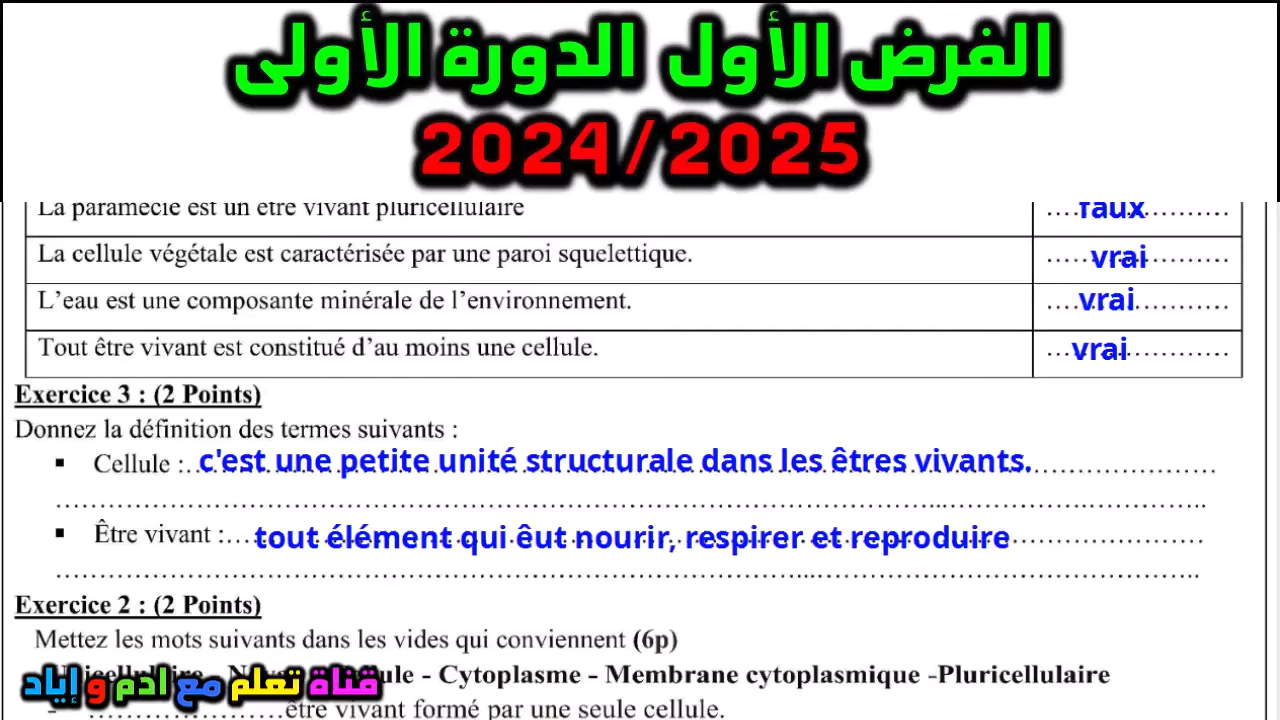 الفرض الأول الدورة الأولى
2024/2025
La paramécie est un être vivant pluricellulaire ....faux..........
La cellule végétale est caractérisée par une paroi squelettique. .....vrai..........
L'eau est une composante minérale de l'environnement. ....vrai..........
Tout être vivant est constitué d'au moins une cellule. ...vrai..........
Exercice 3 : (2 Points)
Donnez la définition des termes suivants :
▪ Cellule :..c'est une petite unité structurale dans les êtres vivants...........
▪ Être vivant :...tout élément qui êut nourir, respirer et reproduire..........
Exercice 2 : (2 Points)
Mettez les mots suivants dans les vides qui conviennent (6p)
- Cytoplasme - Membrane cytoplasmique -Pluricellulaire
قناة تعلم مع ادم و إياد
- ......................être vivant formé par une seule cellule.